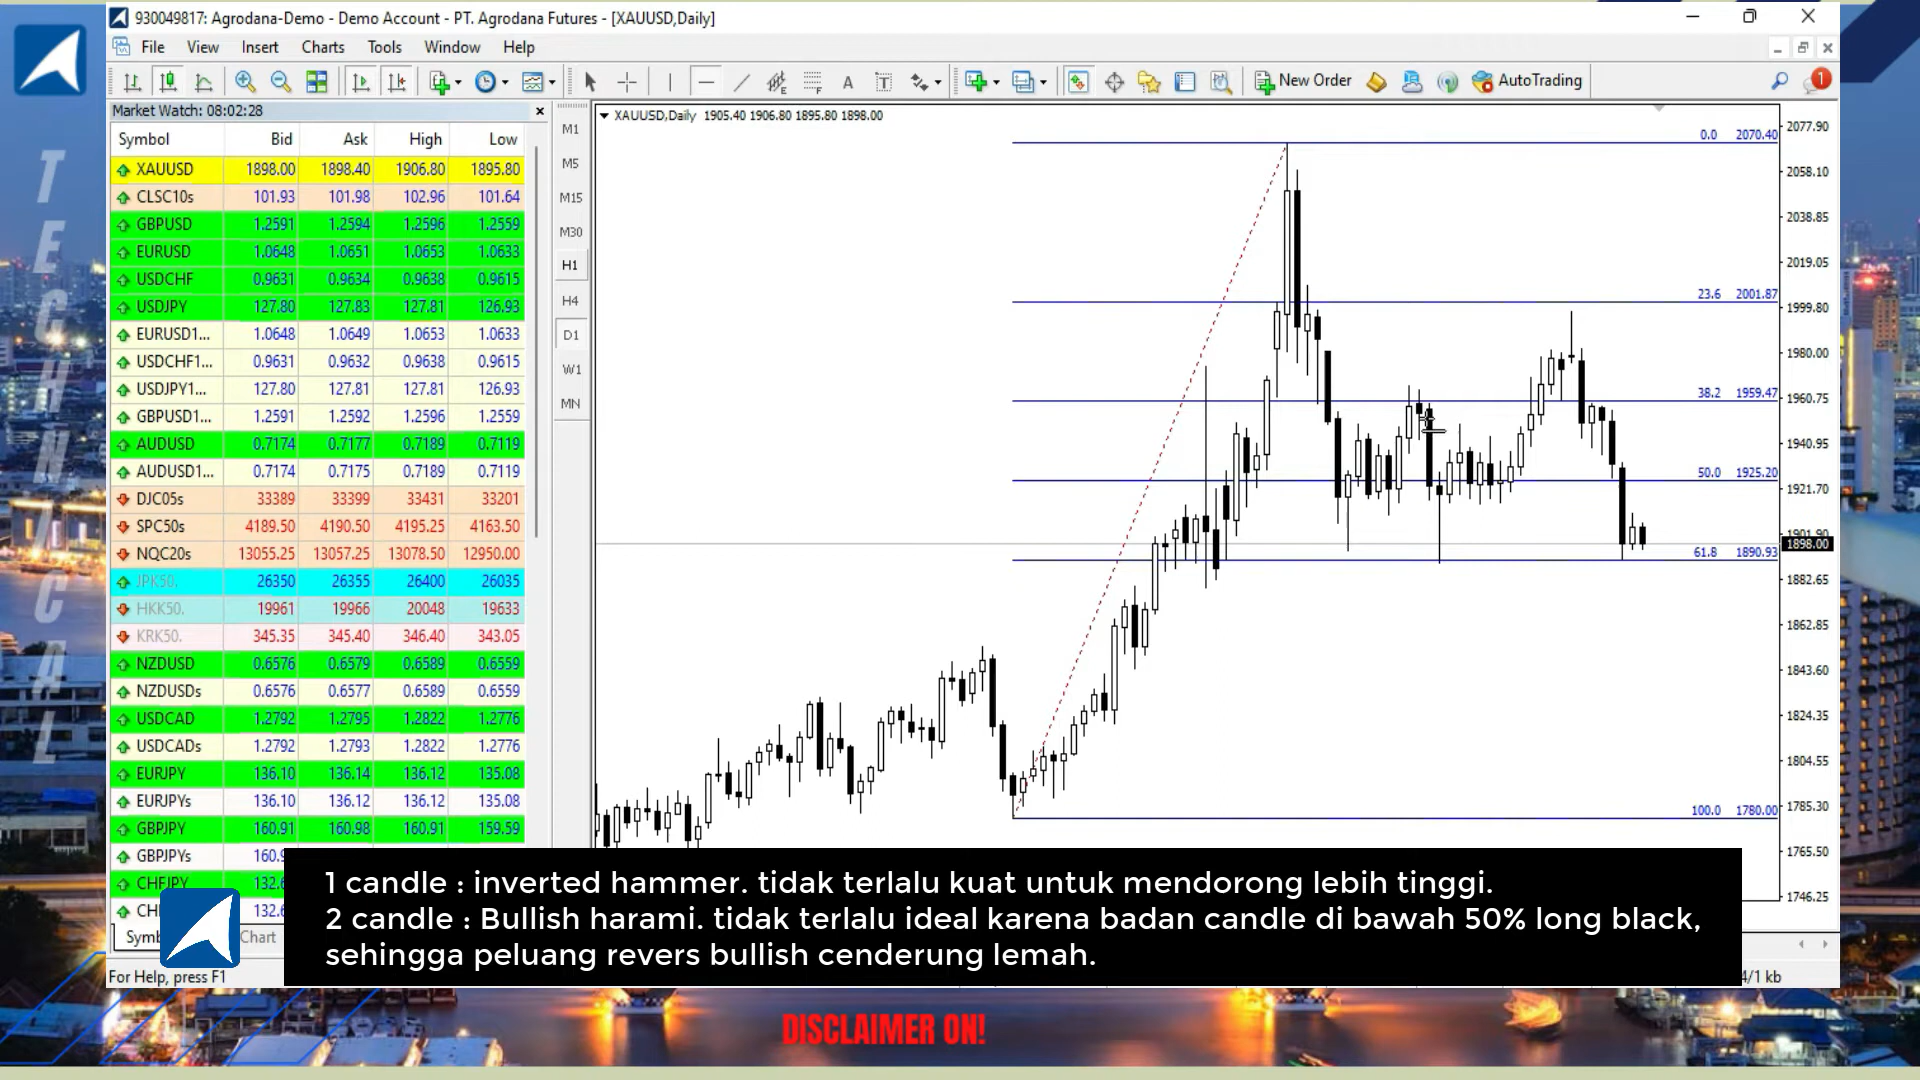 930049817: Agrodana-Demo - Demo Account - PT. Agrodana Futures - [XAUUSD,Daily]
File View Insert Charts Tools Window Help
New Order AutoTrading 1
Market Watch: 08:02:28
Symbol Bid Ask High Low
XAUUSD 1898.00 1898.40 1906.80 1895.80
CLSC10s 101.93 101.98 102.96 101.64
GBPUSD 1.2591 1.2594 1.2596 1.2559
EURUSD 1.0648 1.0651 1.0653 1.0633
USDCHF 0.9631 0.9634 0.9638 0.9615
USDJPY 127.80 127.83 127.81 126.93
EURUSD1... 1.0648 1.0649 1.0653 1.0633
USDCHF1... 0.9631 0.9632 0.9638 0.9615
USDJPY1... 127.80 127.81 127.81 126.93
GBPUSD1... 1.2591 1.2592 1.2596 1.2559
AUDUSD 0.7174 0.7177 0.7189 0.7119
AUDUSD1... 0.7174 0.7175 0.7189 0.7119
DJC05s 33389 33399 33431 33201
SPC50s 4189.50 4190.50 4195.25 4163.50
NQC20s 13055.25 13057.25 13078.50 12950.00
JPK50. 26350 26355 26400 26035
HKK50. 19961 19966 20048 19633
KRK50. 345.35 345.40 346.40 343.05
NZDUSD 0.6576 0.6579 0.6589 0.6559
NZDUSDs 0.6576 0.6577 0.6589 0.6559
USDCAD 1.2792 1.2795 1.2822 1.2776
USDCADs 1.2792 1.2793 1.2822 1.2776
EURJPY 136.10 136.14 136.12 135.08
EURJPYs 136.10 136.12 136.12 135.08
GBPJPY 160.91 160.98 160.91 159.59
GBPJPYs 160.9
CHFJPY 132.6
CH 132.6
Symb Chart
For Help, press F1
M1
M5
M15
M30
H1
H4
D1
W1
MN
XAUUSD,Daily 1905.40 1906.80 1895.80 1898.00
0.0 2070.40
23.6 2001.87
38.2 1959.47
50.0 1925.20
61.8 1890.93
100.0 1780.00
2077.90
2058.10
2038.85
2019.05
1999.80
1980.00
1960.75
1940.95
1921.70
1901.90
1898.00
1882.65
1862.85
1843.60
1824.35
1804.55
1785.30
1765.50
1746.25
4/1 kb
TECHNICAL
1 candle : inverted hammer. tidak terlalu kuat untuk mendorong lebih tinggi.
2 candle : Bullish harami. tidak terlalu ideal karena badan candle di bawah 50% long black,
sehingga peluang revers bullish cenderung lemah.
DISCLAIMER ON!